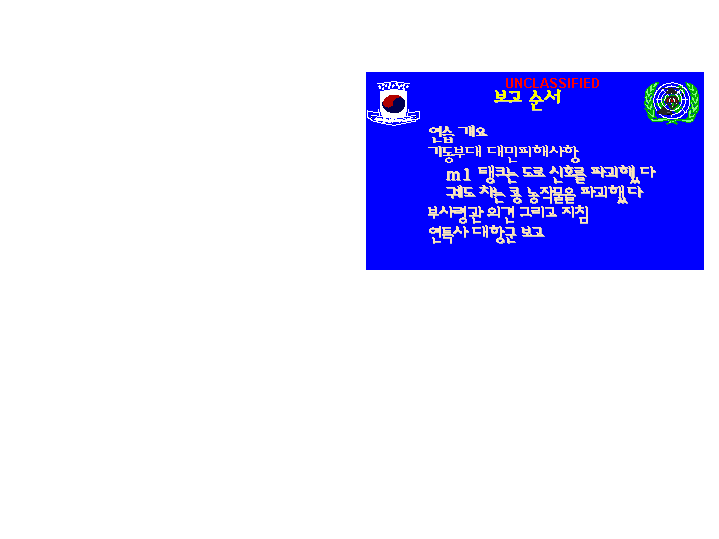 UNCLASSIFIED
보고 순서
연습 개요
기동부대 대민피해사항
m1 탱크는 도로 신호를 파괴했다
궤도 차는 콩 농작물을 파괴했다
부사령관 의견 그리고 지침
연특사 대항군 보고